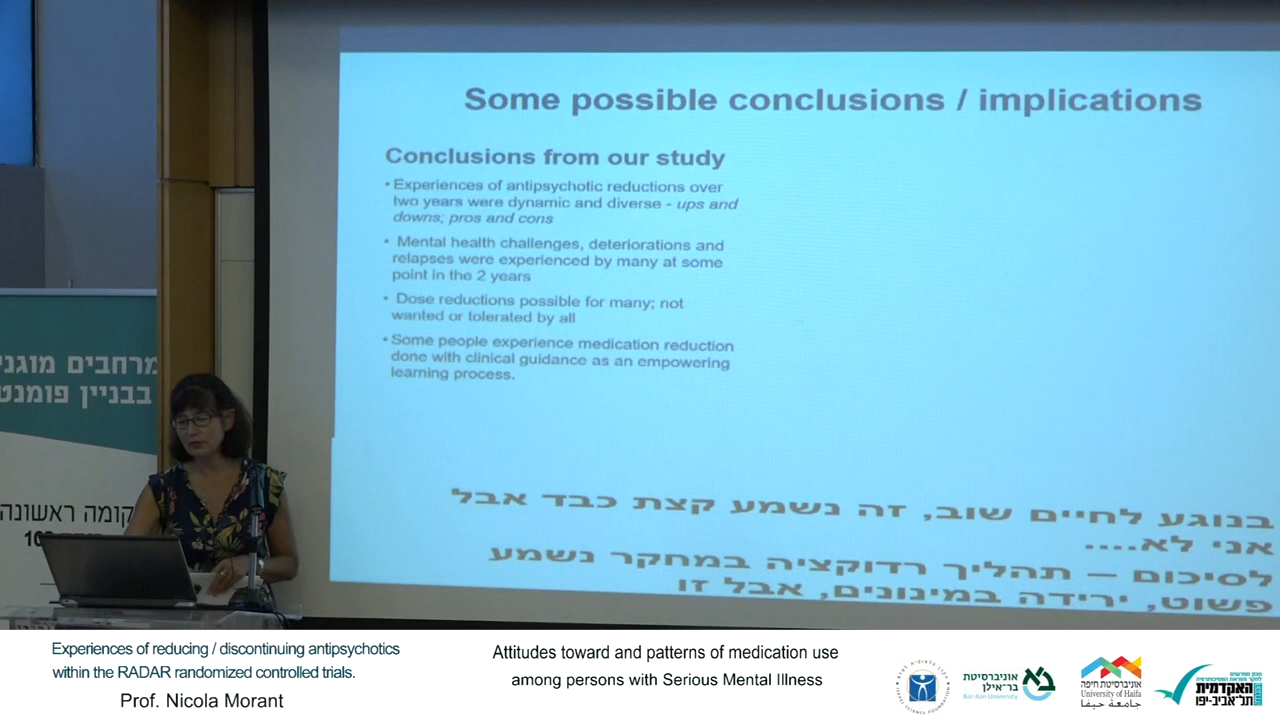 Some possible conclusions / implications
Conclusions from our study
• Experiences of antipsychotic reductions over
two years were dynamic and diverse - ups and
downs; pros and cons
• Mental health challenges, deteriorations and
relapses were experienced by many at some
point in the 2 years
• Dose reductions possible for many; not
wanted or tolerated by all
• Some people experience medication reduction
done with clinical guidance as an empowering
learning process.
בנוגע לחיים שוב, זה נשמע קצת כבד אבל
אני לא....
לסיכום – תהליך רדוקציה במחקר נשמע
פשוט, ירידה במינונים, אבל זו
מרחבים מוגני
בבניין פומנט
קומה ראשונה
Experiences of reducing / discontinuing antipsychotics
within the RADAR randomized controlled trials.
Prof. Nicola Morant
Attitudes toward and patterns of medication use
among persons with Serious Mental Illness
אוניברסיטת
בר-אילן
Bar-Ilan University
אוניברסיטת חיפה
University of Haifa
جامعة حيفا
האקדמית
תל-אביב-יפו